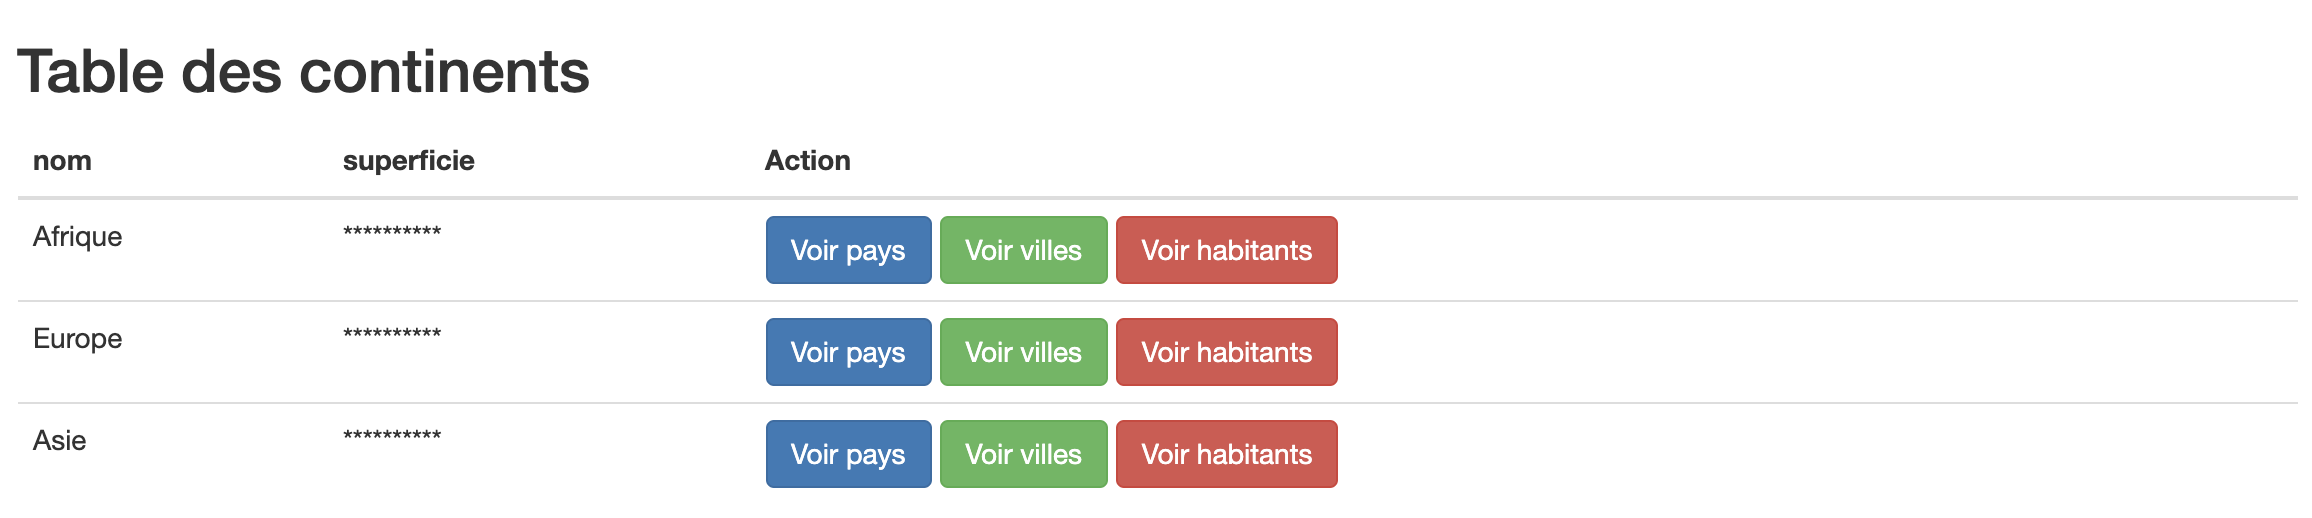 Table des continents
nom superficie Action
Afrique ********** Voir pays Voir villes Voir habitants
Europe ********** Voir pays Voir villes Voir habitants
Asie ********** Voir pays Voir villes Voir habitants